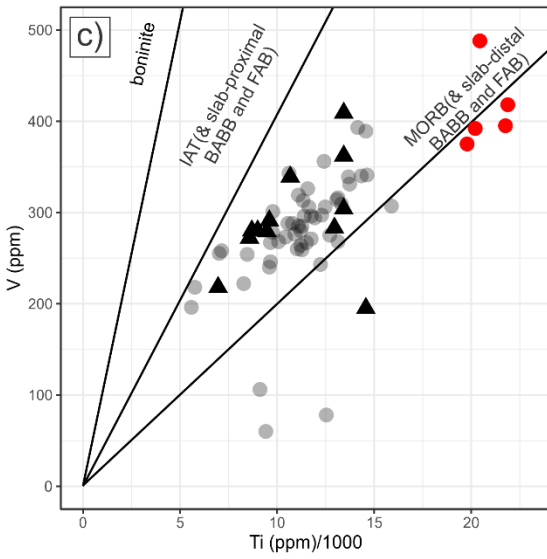 c)
boninite
IAT(& slab-proximal
BABB and FAB)
MORB(& slab-distal
BABB and FAB)
500
400
300
200
100
0
V (ppm)
0
5
10
15
20
Ti (ppm)/1000